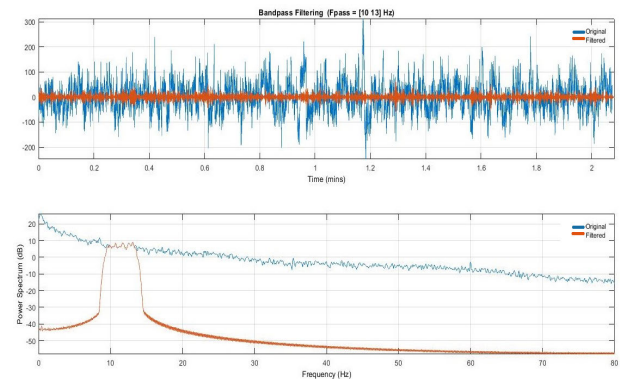 Bandpass Filtering (Fpass = [10 13] Hz)
300
200
100
0
-100
-200
Original
Filtered
0 0.2 0.4 0.6 0.8 1 1.2 1.4 1.6 1.8 2
Time (mins)
20
10
0
-10
-20
-30
-40
-50
Power Spectrum (dB)
Original
Filtered
0 10 20 30 40 50 60 70 80
Frequency (Hz)